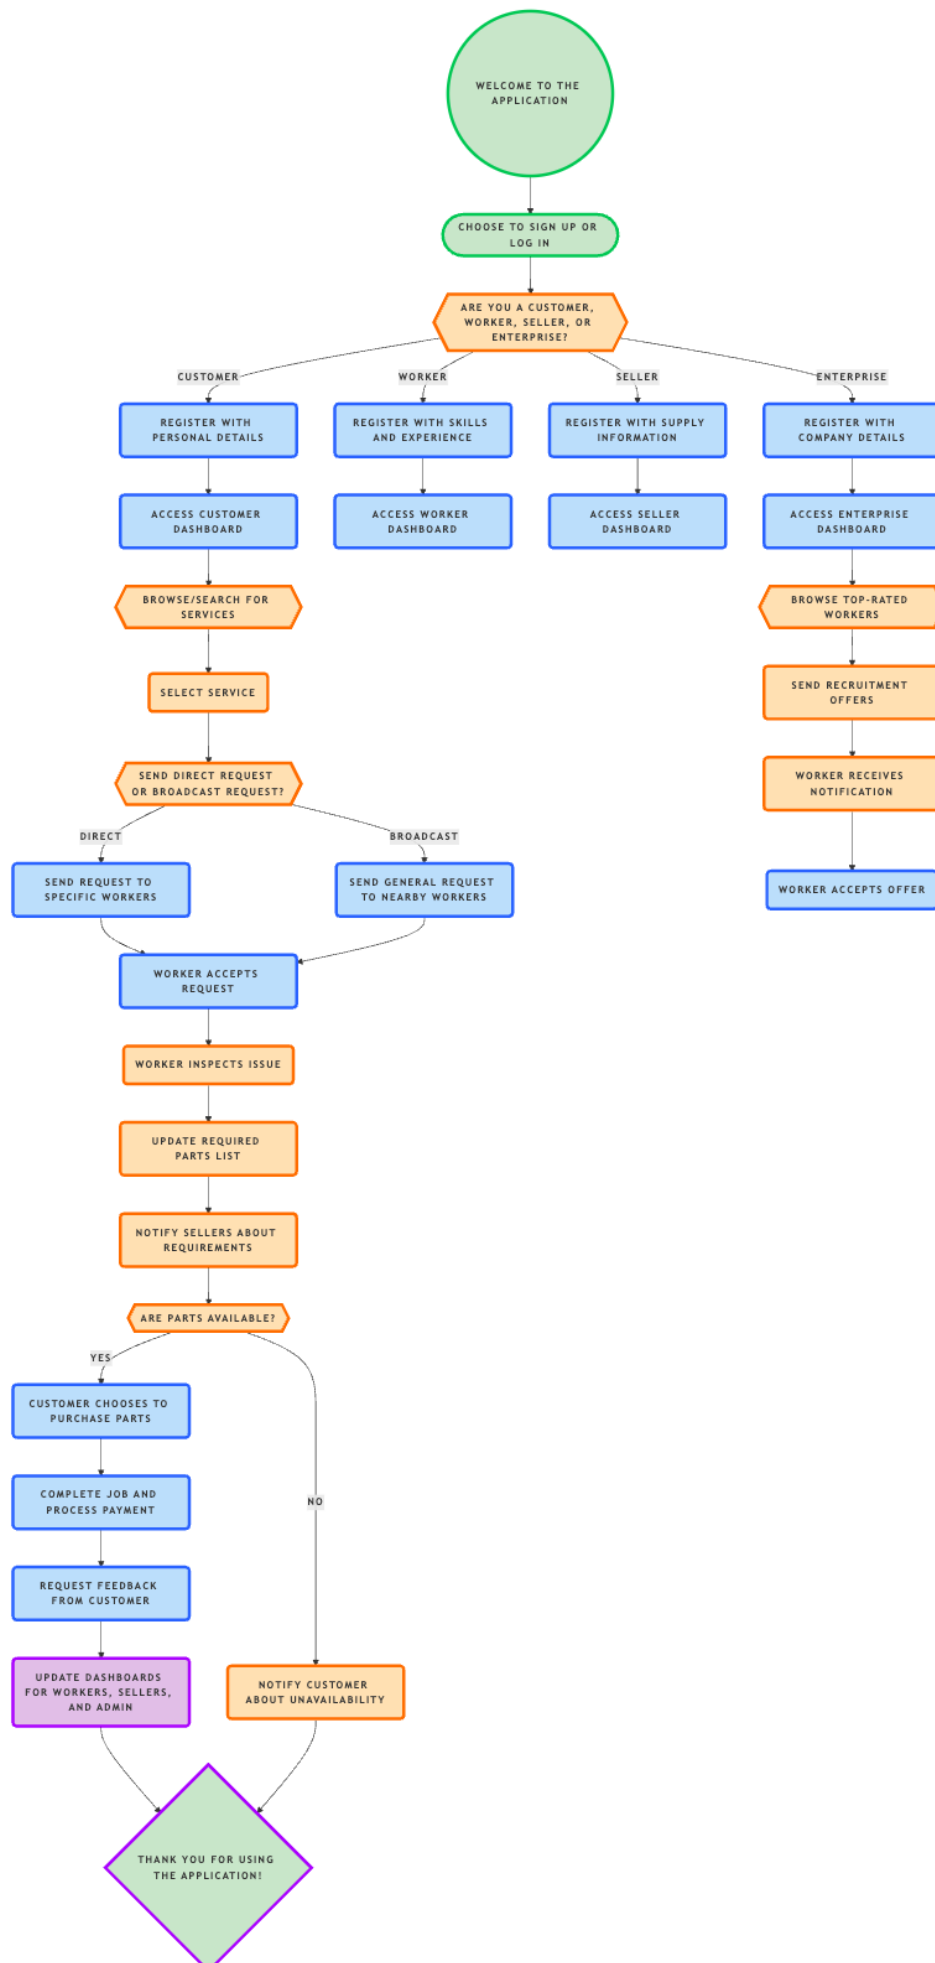 WELCOME TO THE
APPLICATION
CHOOSE TO SIGN UP OR
LOG IN
ARE YOU A CUSTOMER,
WORKER, SELLER, OR
ENTERPRISE?
CUSTOMER
WORKER
SELLER
ENTERPRISE
REGISTER WITH
PERSONAL DETAILS
REGISTER WITH SKILLS
AND EXPERIENCE
REGISTER WITH SUPPLY
INFORMATION
REGISTER WITH
COMPANY DETAILS
ACCESS CUSTOMER
DASHBOARD
ACCESS WORKER
DASHBOARD
ACCESS SELLER
DASHBOARD
ACCESS ENTERPRISE
DASHBOARD
BROWSE/SEARCH FOR
SERVICES
BROWSE TOP-RATED
WORKERS
SELECT SERVICE
SEND RECRUITMENT
OFFERS
SEND DIRECT REQUEST
OR BROADCAST REQUEST?
WORKER RECEIVES
NOTIFICATION
DIRECT
BROADCAST
SEND REQUEST TO
SPECIFIC WORKERS
SEND GENERAL REQUEST
TO NEARBY WORKERS
WORKER ACCEPTS OFFER
WORKER ACCEPTS
REQUEST
WORKER INSPECTS ISSUE
UPDATE REQUIRED
PARTS LIST
NOTIFY SELLERS ABOUT
REQUIREMENTS
ARE PARTS AVAILABLE?
YES
CUSTOMER CHOOSES TO
PURCHASE PARTS
COMPLETE JOB AND
PROCESS PAYMENT
NO
REQUEST FEEDBACK
FROM CUSTOMER
UPDATE DASHBOARDS
FOR WORKERS, SELLERS,
AND ADMIN
NOTIFY CUSTOMER
ABOUT UNAVAILABILITY
THANK YOU FOR USING
THE APPLICATION!